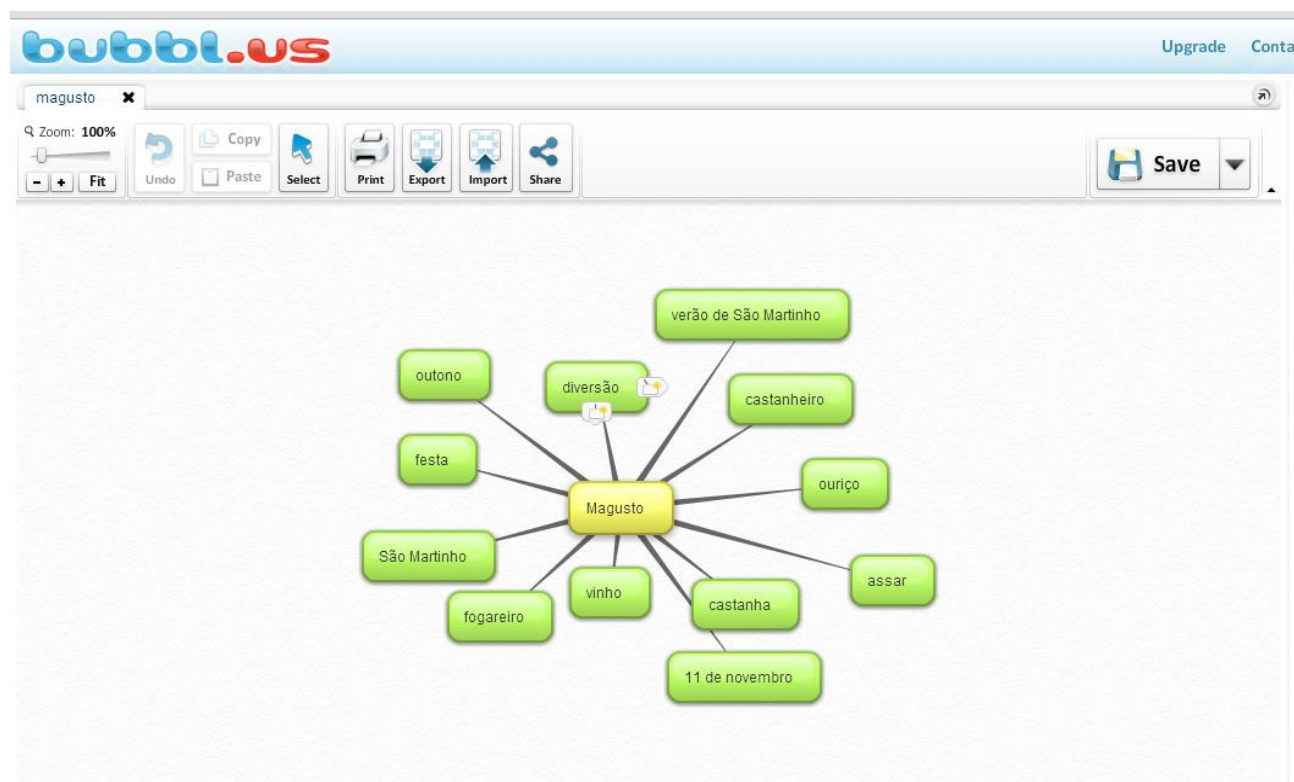 bubbl.us
Upgrade Conta
magusto
Zoom: 100%
- + Fit
Undo
Copy
Paste
Select
Print
Export
Import
Share
Save
verão de São Martinho
outono
diversão
castanheiro
festa
ouriço
Magusto
São Martinho
assar
vinho
castanha
fogareiro
11 de novembro